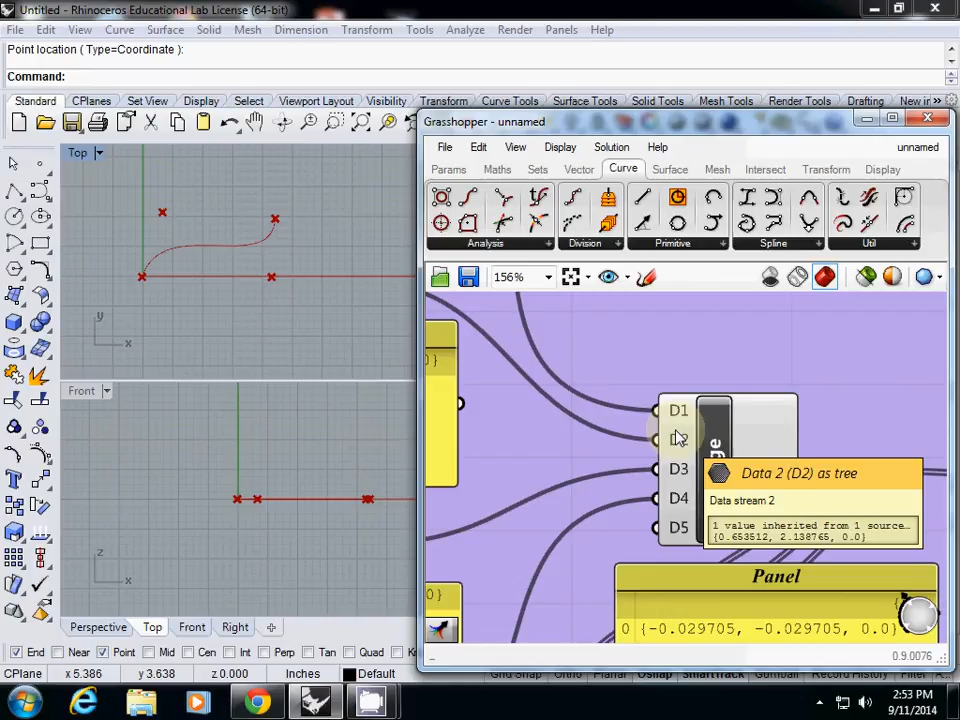 Untitled - Rhinoceros Educational Lab License (64-bit)
File Edit View Curve Surface Solid Mesh Dimension Transform Tools Analyze Render Panels Help
Point location ( Type=Coordinate ):
Command:
Standard CPlanes Set View Display Select Viewport Layout Visibility Transform Curve Tools Surface Tools Solid Tools Mesh Tools Render Tools Drafting New in »
Top
y
x
Front
z
x
Perspective Top Front Right
End Near Point Mid Cen Int Perp Tan Quad
CPlane x 5.386 y 3.638 z 0.000 Inches Default
Grasshopper - unnamed
File Edit View Display Solution Help unnamed
Params Maths Sets Vector Curve Surface Mesh Intersect Transform Display
Analysis + Division + Primitive + Spline + Util +
156%
D1
D2
D3
D4
D5
ge
Data 2 (D2) as tree
Data stream 2
1 value inherited from 1 source…
{0.653512, 2.138765, 0.0}
Panel
0 {-0.029705, -0.029705, 0.0}
0.9.0076
Grid Snap Ortho Planar Osnap SmartTrack Gumball Record History Filter
2:53 PM
9/11/2014